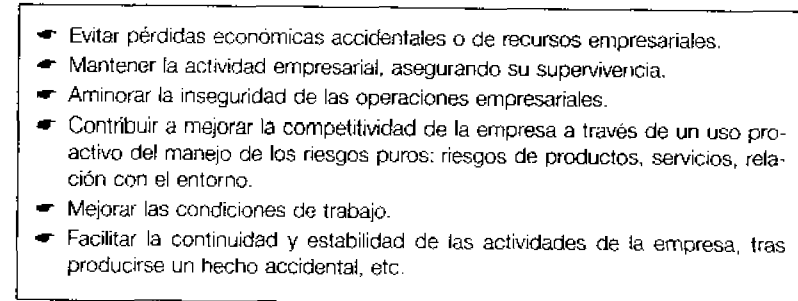 ☛ Evitar pérdidas económicas accidentales o de recursos empresariales.
☛ Mantener la actividad empresarial, asegurando su supervivencia.
☛ Aminorar la inseguridad de las operaciones empresariales.
☛ Contribuir a mejorar la competitividad de la empresa a través de un uso pro-
activo del manejo de los riesgos puros: riesgos de productos, servicios, rela-
ción con el entorno.
☛ Mejorar las condiciones de trabajo.
☛ Facilitar la continuidad y estabilidad de las actividades de la empresa, tras
producirse un hecho accidental, etc.